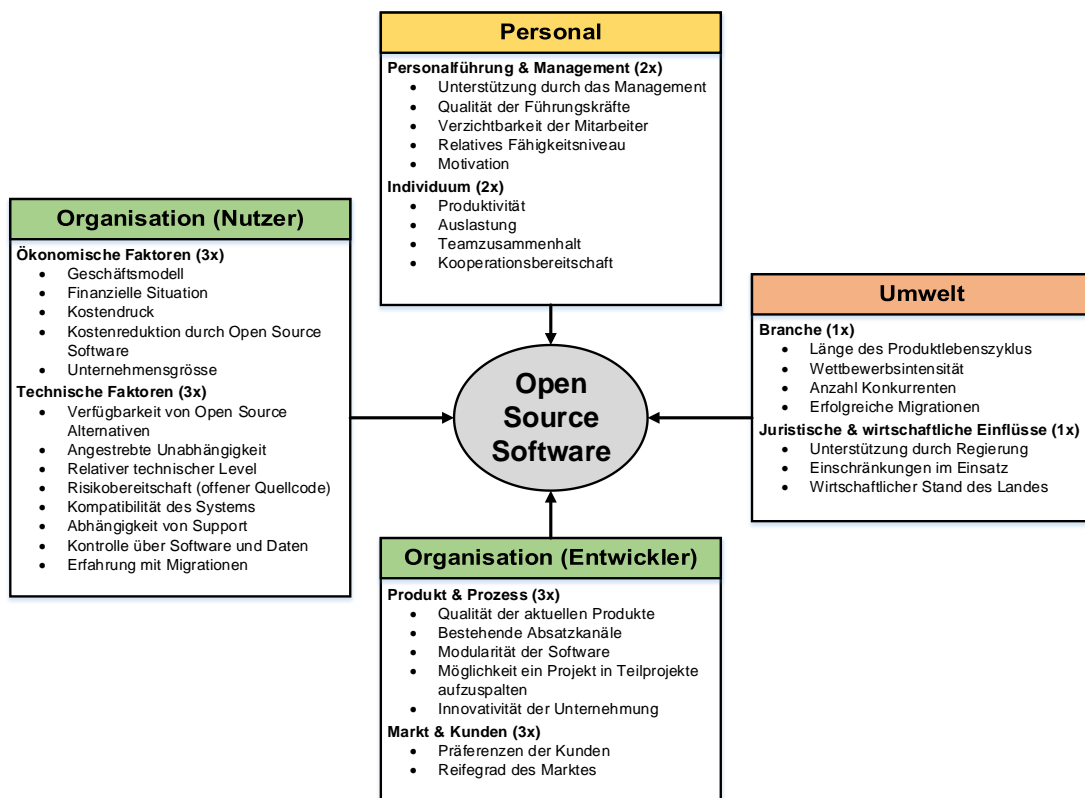 Personal
Personalführung & Management (2x)
• Unterstützung durch das Management
• Qualität der Führungskräfte
• Verzichtbarkeit der Mitarbeiter
• Relatives Fähigkeitsniveau
• Motivation
Individuum (2x)
• Produktivität
• Auslastung
• Teamzusammenhalt
• Kooperationsbereitschaft
Organisation (Nutzer)
Ökonomische Faktoren (3x)
• Geschäftsmodell
• Finanzielle Situation
• Kostendruck
• Kostenreduktion durch Open Source
Software
• Unternehmensgrösse
Technische Faktoren (3x)
• Verfügbarkeit von Open Source
Alternativen
• Angestrebte Unabhängigkeit
• Relativer technischer Level
• Risikobereitschaft (offener Quellcode)
• Kompatibilität des Systems
• Abhängigkeit von Support
• Kontrolle über Software und Daten
• Erfahrung mit Migrationen
Open
Source
Software
Umwelt
Branche (1x)
• Länge des Produktlebenszyklus
• Wettbewerbsintensität
• Anzahl Konkurrenten
• Erfolgreiche Migrationen
Juristische & wirtschaftliche Einflüsse (1x)
• Unterstützung durch Regierung
• Einschränkungen im Einsatz
• Wirtschaftlicher Stand des Landes
Organisation (Entwickler)
Produkt & Prozess (3x)
• Qualität der aktuellen Produkte
• Bestehende Absatzkanäle
• Modularität der Software
• Möglichkeit ein Projekt in Teilprojekte
aufzuspalten
• Innovativität der Unternehmung
Markt & Kunden (3x)
• Präferenzen der Kunden
• Reifegrad des Marktes